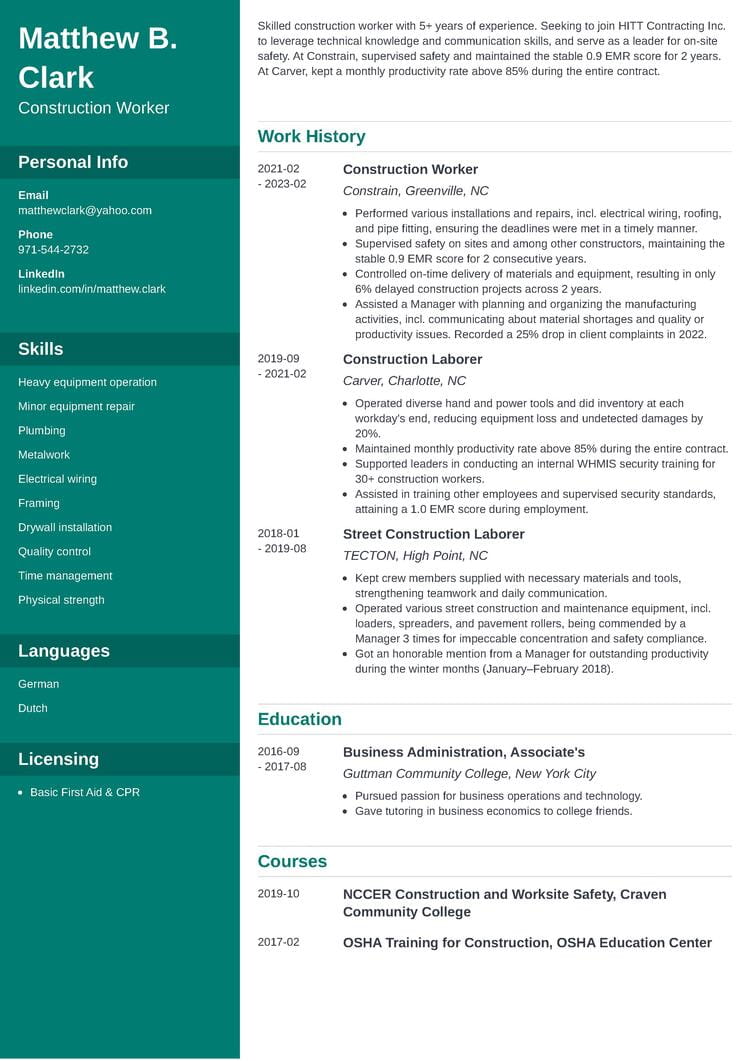 Matthew B.
Clark
Construction Worker
Personal Info
Email
matthewclark@yahoo.com
Phone
971-544-2732
LinkedIn
linkedin.com/in/matthew.clark
Skills
Heavy equipment operation
Minor equipment repair
Plumbing
Metalwork
Electrical wiring
Framing
Drywall installation
Quality control
Time management
Physical strength
Languages
German
Dutch
Licensing
• Basic First Aid & CPR
Skilled construction worker with 5+ years of experience. Seeking to join HITT Contracting Inc.
to leverage technical knowledge and communication skills, and serve as a leader for on-site
safety. At Constrain, supervised safety and maintained the stable 0.9 EMR score for 2 years.
At Carver, kept a monthly productivity rate above 85% during the entire contract.
Work History
2021-02
- 2023-02
Construction Worker
Constrain, Greenville, NC
• Performed various installations and repairs, incl. electrical wiring, roofing,
and pipe fitting, ensuring the deadlines were met in a timely manner.
• Supervised safety on sites and among other constructors, maintaining the
stable 0.9 EMR score for 2 consecutive years.
• Controlled on-time delivery of materials and equipment, resulting in only
6% delayed construction projects across 2 years.
• Assisted a Manager with planning and organizing the manufacturing
activities, incl. communicating about material shortages and quality or
productivity issues. Recorded a 25% drop in client complaints in 2022.
2019-09
- 2021-02
Construction Laborer
Carver, Charlotte, NC
• Operated diverse hand and power tools and did inventory at each
workday's end, reducing equipment loss and undetected damages by
20%.
• Maintained monthly productivity rate above 85% during the entire contract.
• Supported leaders in conducting an internal WHMIS security training for
30+ construction workers.
• Assisted in training other employees and supervised security standards,
attaining a 1.0 EMR score during employment.
2018-01
- 2019-08
Street Construction Laborer
TECTON, High Point, NC
• Kept crew members supplied with necessary materials and tools,
strengthening teamwork and daily communication.
• Operated various street construction and maintenance equipment, incl.
loaders, spreaders, and pavement rollers, being commended by a
Manager 3 times for impeccable concentration and safety compliance.
• Got an honorable mention from a Manager for outstanding productivity
during the winter months (January–February 2018).
Education
2016-09
- 2017-08
Business Administration, Associate's
Guttman Community College, New York City
• Pursued passion for business operations and technology.
• Gave tutoring in business economics to college friends.
Courses
2019-10
NCCER Construction and Worksite Safety, Craven
Community College
2017-02
OSHA Training for Construction, OSHA Education Center